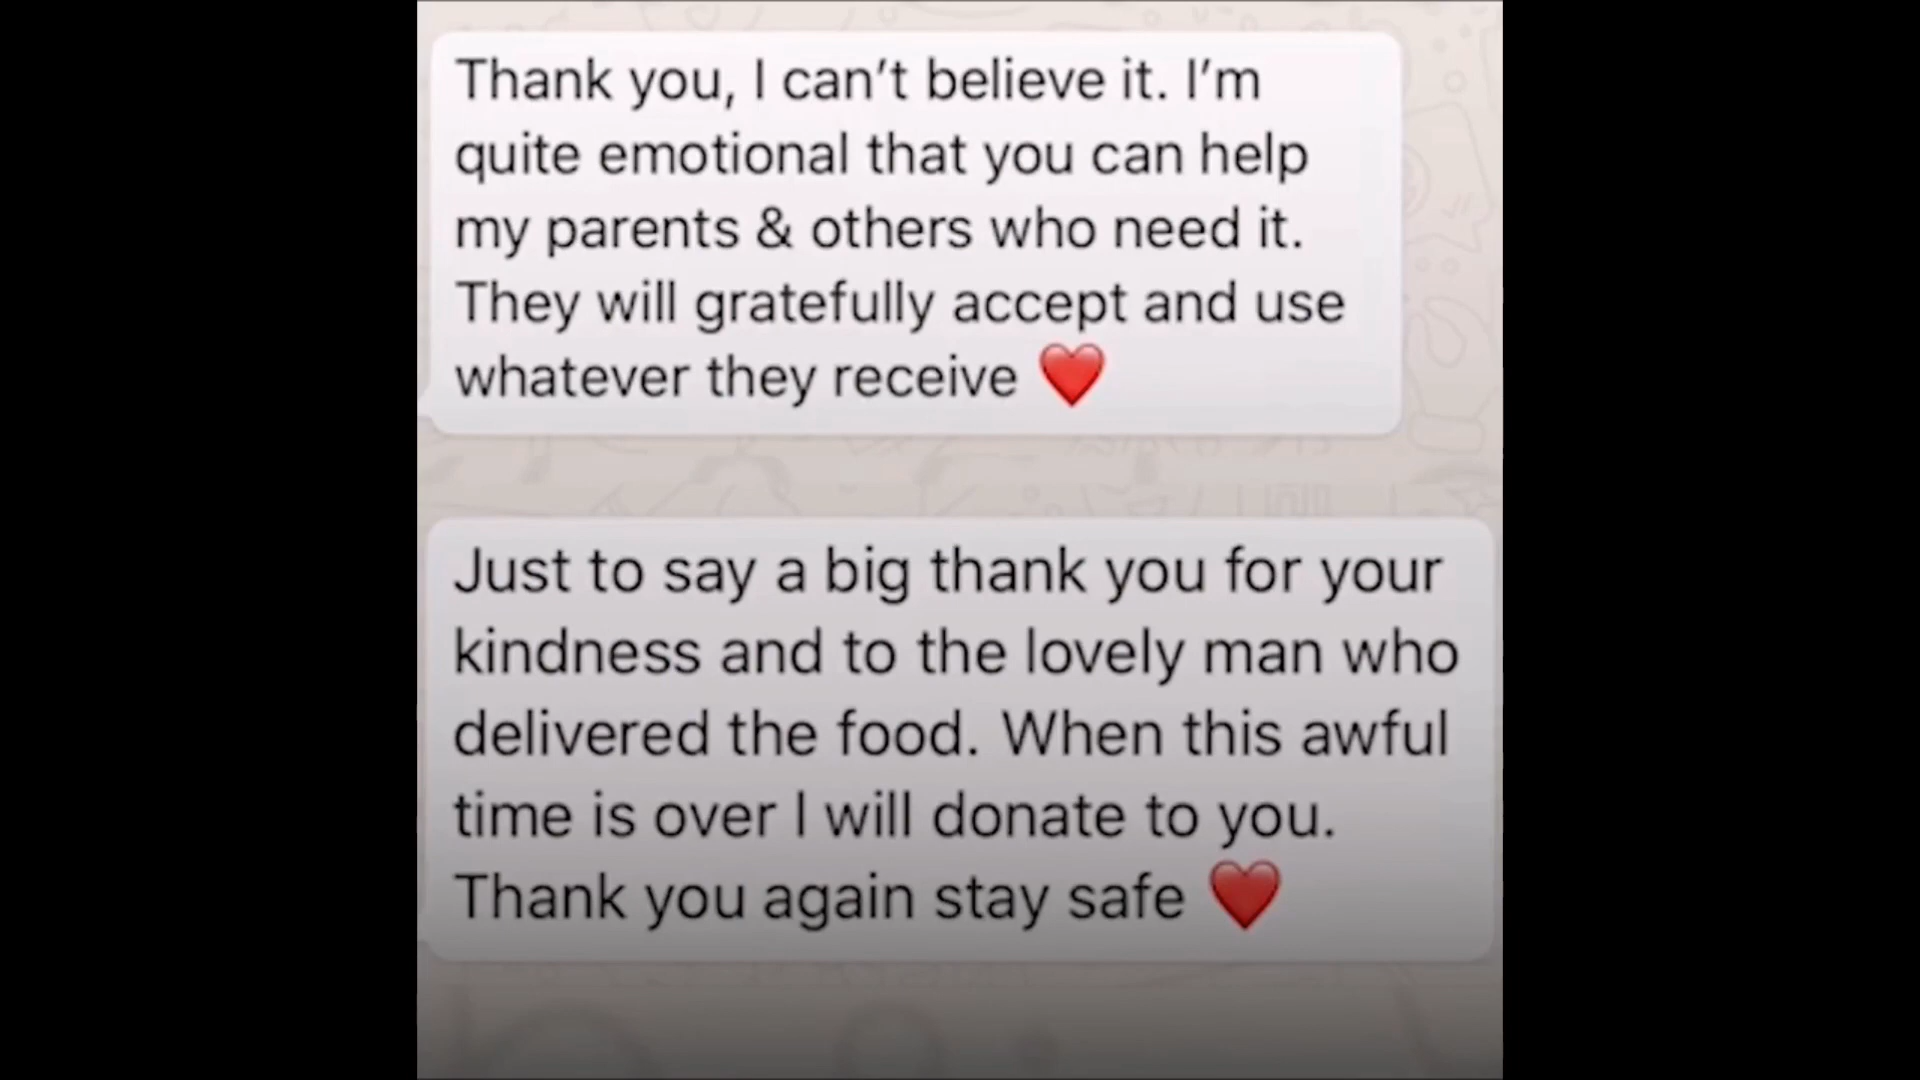 Thank you, I can’t believe it. I’m
quite emotional that you can help
my parents & others who need it.
They will gratefully accept and use
whatever they receive ❤️
Just to say a big thank you for your
kindness and to the lovely man who
delivered the food. When this awful
time is over I will donate to you.
Thank you again stay safe ❤️